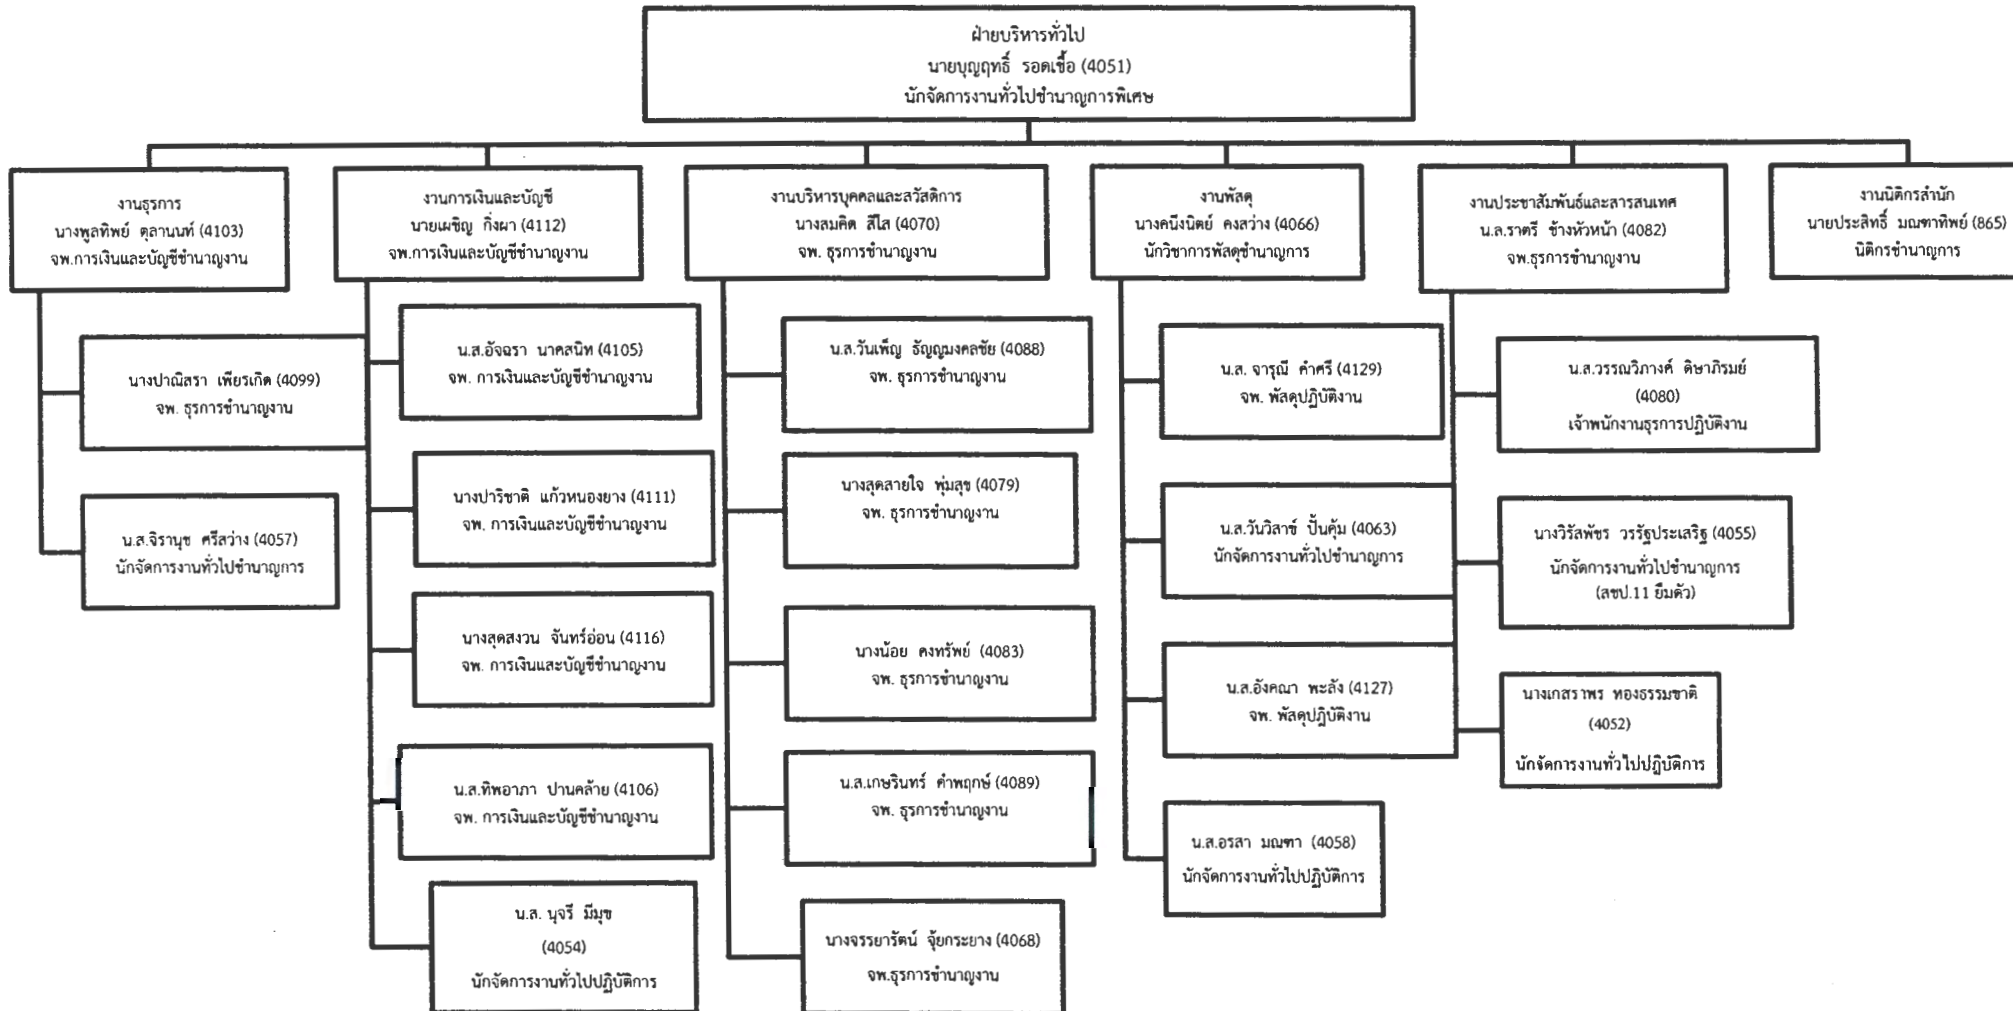 ฝ่ายบริหารทั่วไป
นายบุญฤทธิ์ รอดเชื้อ (4051)
นักจัดการงานทั่วไปชำนาญการพิเศษ
งานธุรการ
นางพูลทิพย์ ตุลานนท์ (4103)
จพ.การเงินและบัญชีชำนาญงาน
นางปาณิสรา เพียรเกิด (4099)
จพ. ธุรการชำนาญงาน
น.ส.จิรานุช ศรีสว่าง (4057)
นักจัดการงานทั่วไปชำนาญการ
งานการเงินและบัญชี
นายเผชิญ กิ่งผา (4112)
จพ.การเงินและบัญชีชำนาญงาน
น.ส.อัจฉรา นาคสนิท (4105)
จพ. การเงินและบัญชีชำนาญงาน
นางปาริชาติ แก้วหนองยาง (4111)
จพ. การเงินและบัญชีชำนาญงาน
นางสุดสงวน จันทร์อ่อน (4116)
จพ. การเงินและบัญชีชำนาญงาน
น.ส.ทิพอาภา ปานคล้าย (4106)
จพ. การเงินและบัญชีชำนาญงาน
น.ส. นุจรี มีมุข
(4054)
นักจัดการงานทั่วไปปฏิบัติการ
งานบริหารบุคคลและสวัสดิการ
นางสมคิด สีใส (4070)
จพ. ธุรการชำนาญงาน
น.ส.วันเพ็ญ ธัญญมงคลชัย (4088)
จพ. ธุรการชำนาญงาน
นางสุดสายใจ พุ่มสุข (4079)
จพ. ธุรการชำนาญงาน
นางน้อย คงทรัพย์ (4083)
จพ. ธุรการชำนาญงาน
น.ส.เกษรินทร์ คำพฤกษ์ (4089)
จพ. ธุรการชำนาญงาน
นางจรรยารัตน์ จุ้ยกระยาง (4068)
จพ.ธุรการชำนาญงาน
งานพัสดุ
นางคนึงนิตย์ คงสว่าง (4066)
นักวิชาการพัสดุชำนาญการ
น.ส. จารุณี คำศรี (4129)
จพ. พัสดุปฏิบัติงาน
น.ส.วันวิสาข์ ปั้นคุ้ม (4063)
นักจัดการงานทั่วไปชำนาญการ
น.ส.อังคณา พะลัง (4127)
จพ. พัสดุปฏิบัติงาน
น.ส.อรสา มณฑา (4058)
นักจัดการงานทั่วไปปฏิบัติการ
งานประชาสัมพันธ์และสารสนเทศ
น.ส.ราตรี ช้างหัวหน้า (4082)
จพ.ธุรการชำนาญงาน
น.ส.วรรณวิภางค์ ดิษาภิรมย์
(4080)
เจ้าพนักงานธุรการปฏิบัติงาน
นางวิรัลพัชร วรรัฐประเสริฐ (4055)
นักจัดการงานทั่วไปชำนาญการ
(สชป.11 ยืมตัว)
นางเกสราพร ทองธรรมชาติ
(4052)
นักจัดการงานทั่วไปปฏิบัติการ
งานนิติกรสำนัก
นายประสิทธิ์ มณฑาทิพย์ (865)
นิติกรชำนาญการ